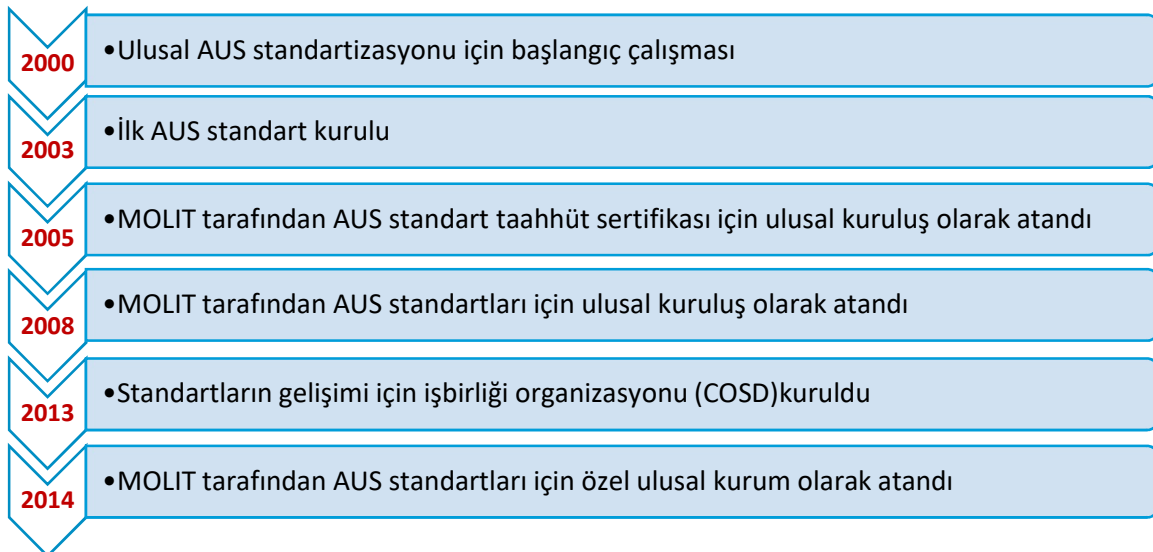 2000
•Ulusal AUS standartizasyonu için başlangıç çalışması
2003
•İlk AUS standart kurulu
2005
•MOLIT tarafından AUS standart taahhüt sertifikası için ulusal kuruluş olarak atandı
2008
•MOLIT tarafından AUS standartları için ulusal kuruluş olarak atandı
2013
•Standartların gelişimi için işbirliği organizasyonu (COSD)kuruldu
2014
•MOLIT tarafından AUS standartları için özel ulusal kurum olarak atandı